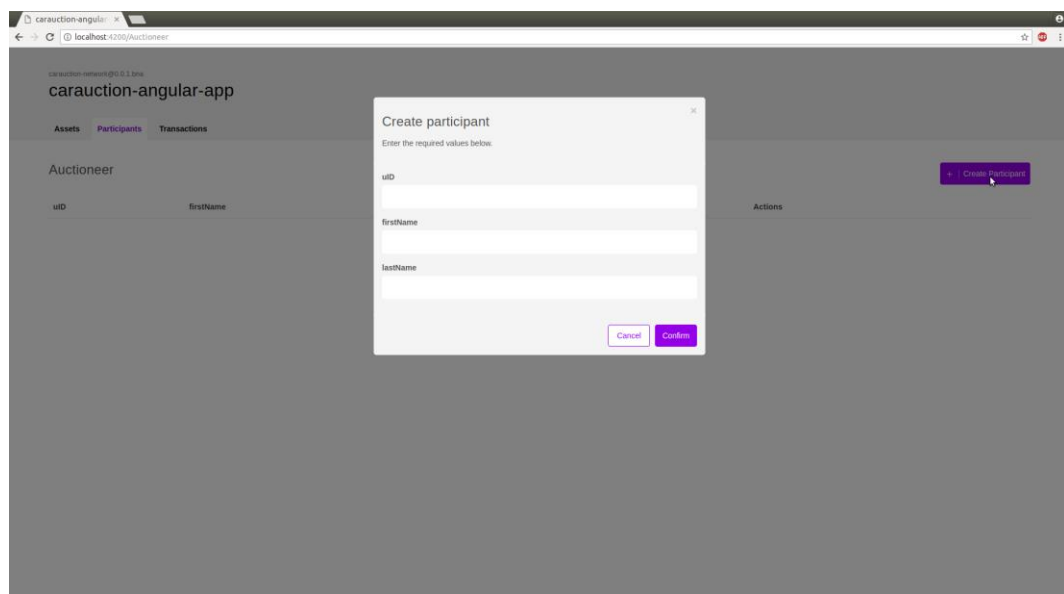 carauction-angular
localhost:4200/Auctioneer
carauction-network@0.0.1.bna
carauction-angular-app
Assets Participants Transactions
Auctioneer
+ | Create Participant
uID firstName Actions
Create participant
×
Enter the required values below.
uID
firstName
lastName
Cancel Confirm